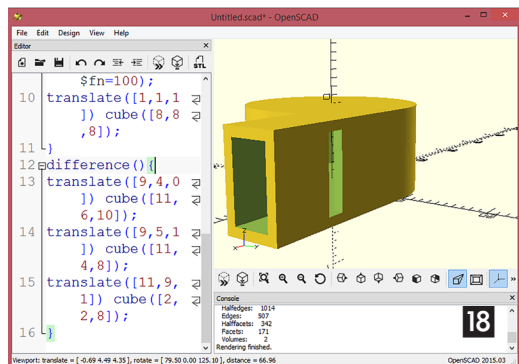 Untitled.scad* - OpenSCAD
File Edit Design View Help
Editor
STL
$fn=100);
10 translate([1,1,1
]) cube([8,8
,8]);
11 }
12 difference(){
13 translate([9,4,0
]) cube([11,
6,10]);
14 translate([9,5,1
]) cube([11,
4,8]);
15 translate([11,9,
1]) cube([2,
2,8]);
16 }
z
x
Console
Halfedges: 1014
Edges: 507
Halffacets: 342
Facets: 171
Volumes: 2
Rendering finished.
18
Viewport: translate = [ -0.69 4.49 4.35 ], rotate = [ 79.50 0.00 125.10 ], distance = 66.96
OpenSCAD 2015.03